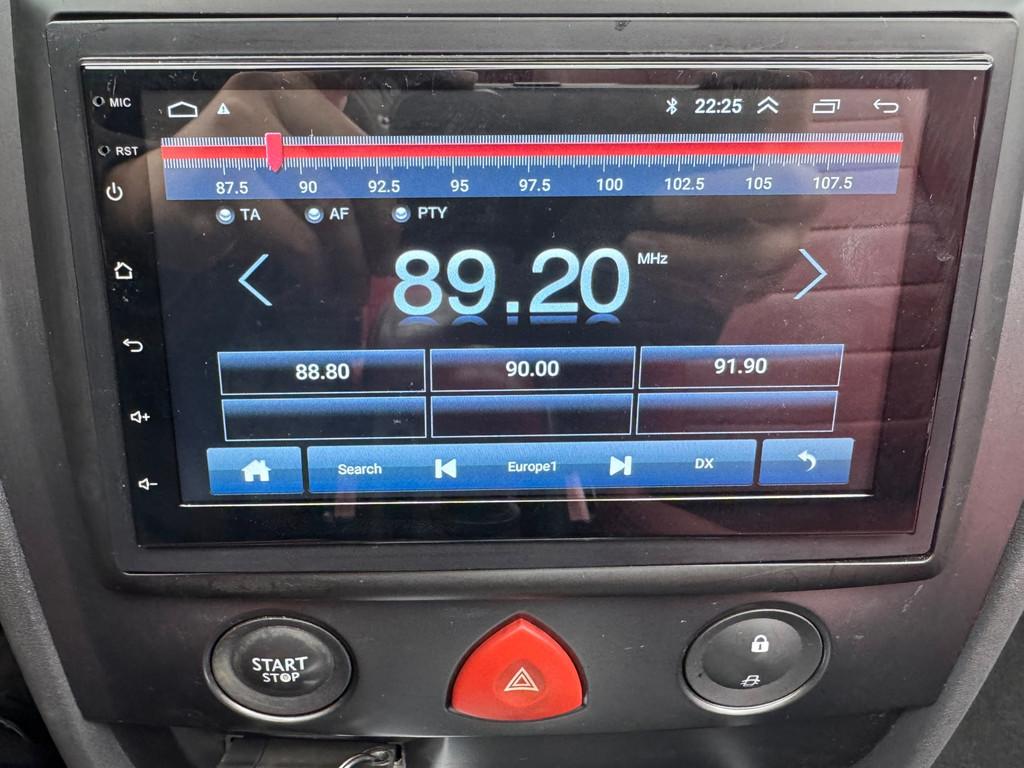 MIC
22:25
RST
87.5 90 92.5 95 97.5 100 102.5 105 107.5
TA AF PTY
89.20 MHz
88.80 90.00 91.90
Search Europe1 DX
START
STOP